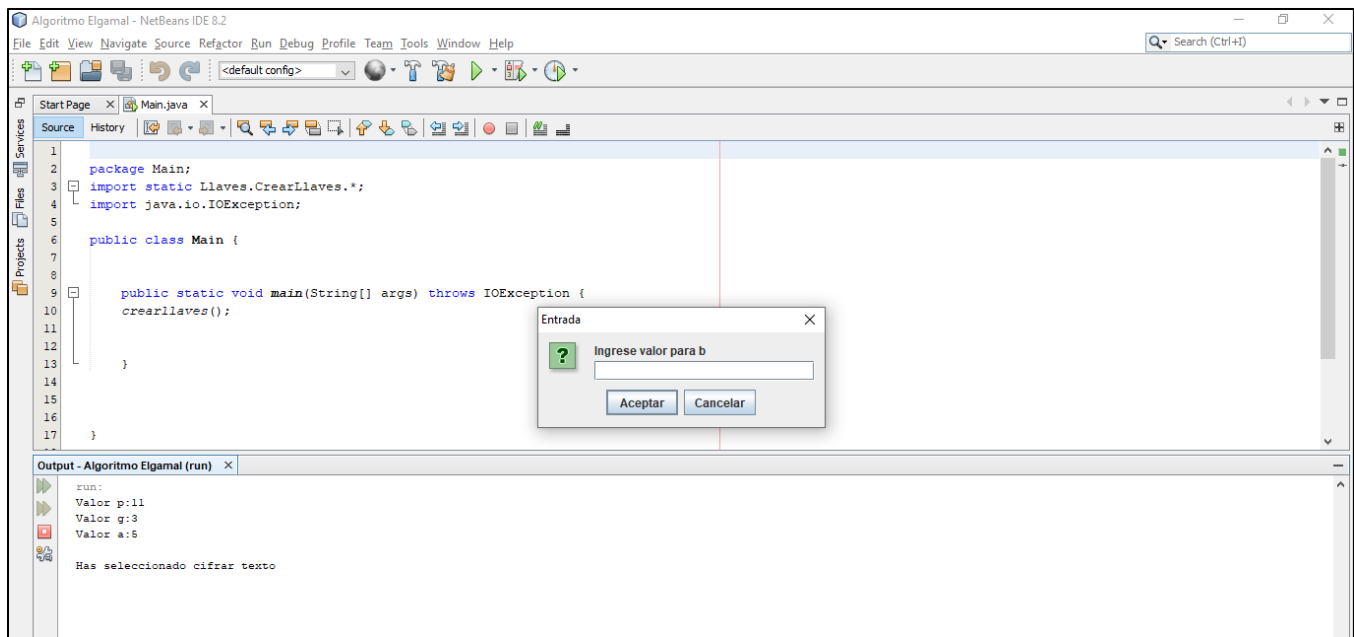 Algoritmo Elgamal - NetBeans IDE 8.2
File Edit View Navigate Source Refactor Run Debug Profile Team Tools Window Help
Search (Ctrl+I)
<default config>
Start Page
Main.java
Services
Files
Projects
Source History
1
2 package Main;
3 import static Llaves.CrearLlaves.*;
4 import java.io.IOException;
5
6 public class Main {
7
8
9 public static void main(String[] args) throws IOException {
10 crearllaves();
11
12
13 }
14
15
16
17 }
Entrada
Ingrese valor para b
Aceptar Cancelar
Output - Algoritmo Elgamal (run)
run:
Valor p:11
Valor g:3
Valor a:5
Has seleccionado cifrar texto